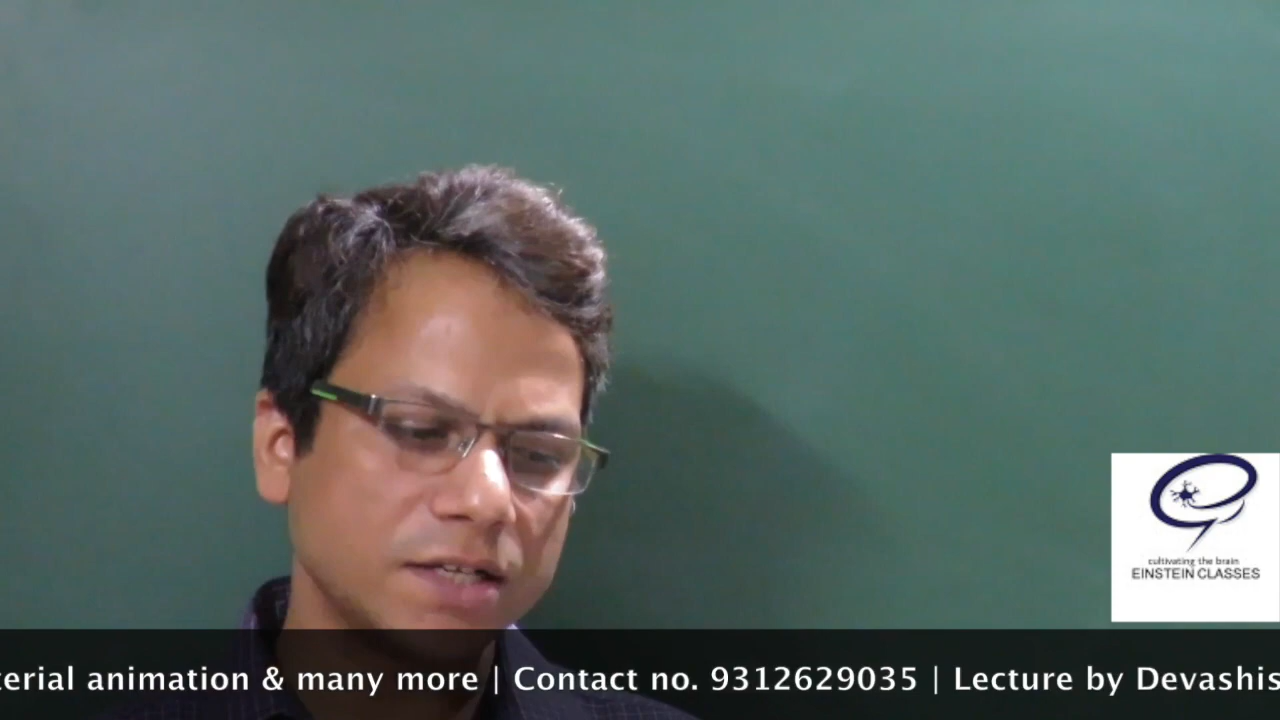 cultivating the brain
EINSTEIN CLASSES
terial animation & many more | Contact no. 9312629035 | Lecture by Devashis